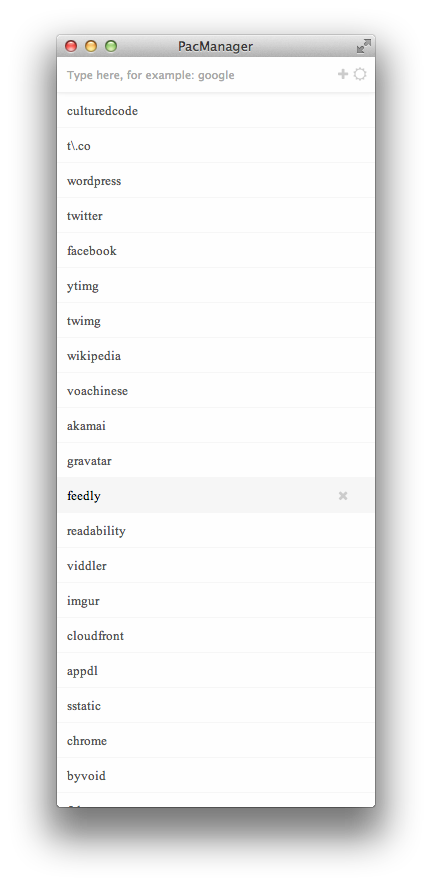 PacManager
Type here, for example: google
culturedcode
t\.co
wordpress
twitter
facebook
ytimg
twimg
wikipedia
voachinese
akamai
gravatar
feedly
readability
viddler
imgur
cloudfront
appdl
sstatic
chrome
byvoid